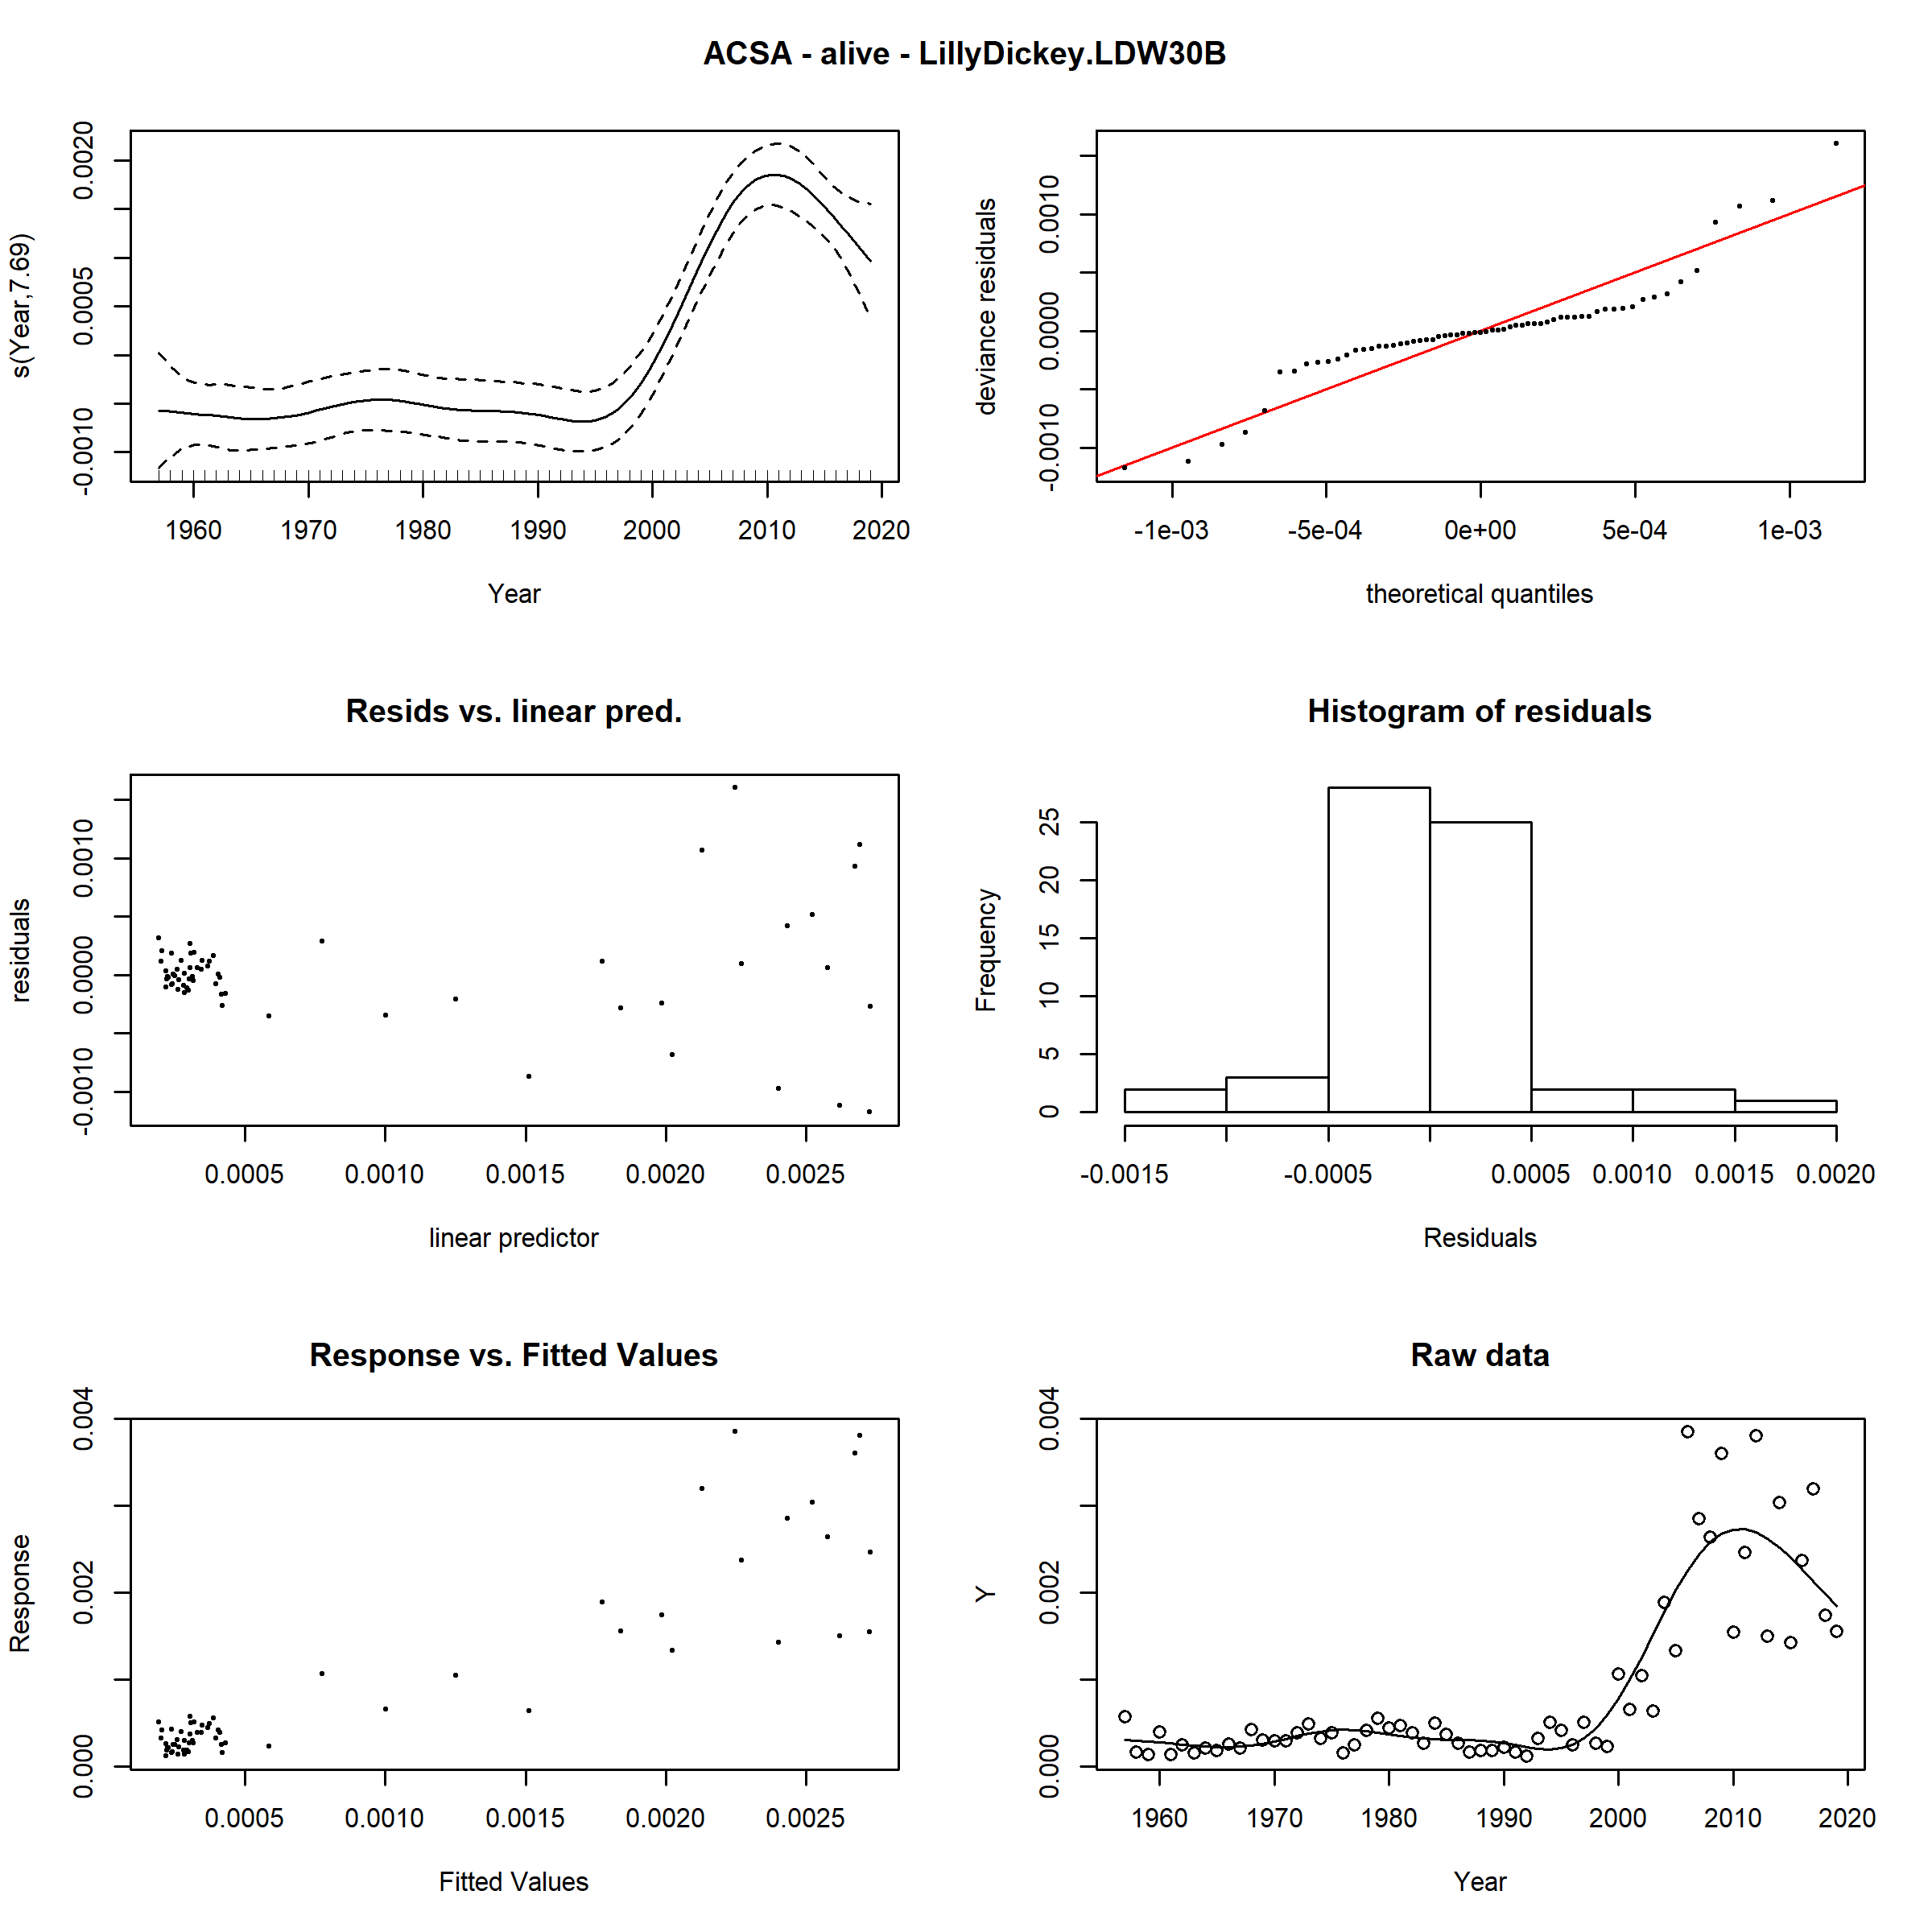 ACSA - alive - LillyDickey.LDW30B
s(Year,7.69)
-0.0010 0.0005 0.0020
1960 1970 1980 1990 2000 2010 2020
Year
deviance residuals
-0.0010 0.0000 0.0010
-1e-03 -5e-04 0e+00 5e-04 1e-03
theoretical quantiles
Resids vs. linear pred.
residuals
-0.0010 0.0000 0.0010
0.0005 0.0010 0.0015 0.0020 0.0025
linear predictor
Histogram of residuals
Frequency
0 5 10 15 20 25
-0.0015 -0.0005 0.0005 0.0010 0.0015 0.0020
Residuals
Response vs. Fitted Values
Response
0.000 0.002 0.004
0.0005 0.0010 0.0015 0.0020 0.0025
Fitted Values
Raw data
Y
0.000 0.002 0.004
1960 1970 1980 1990 2000 2010 2020
Year